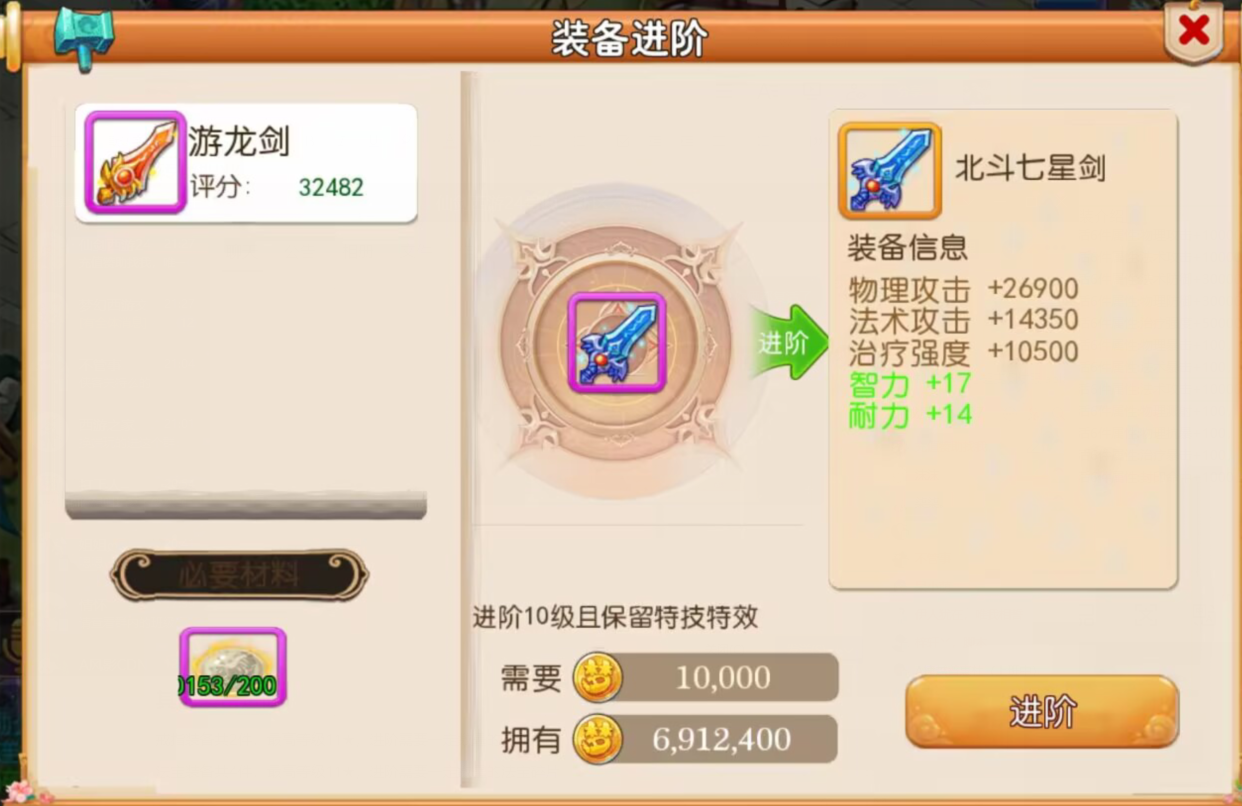 装备进阶
游龙剑
评分: 32482
必要材料
0153/200
进阶
进阶10级且保留特技特效
需要 10,000
拥有 6,912,400
北斗七星剑
装备信息
物理攻击 +26900
法术攻击 +14350
治疗强度 +10500
智力 +17
耐力 +14
进阶